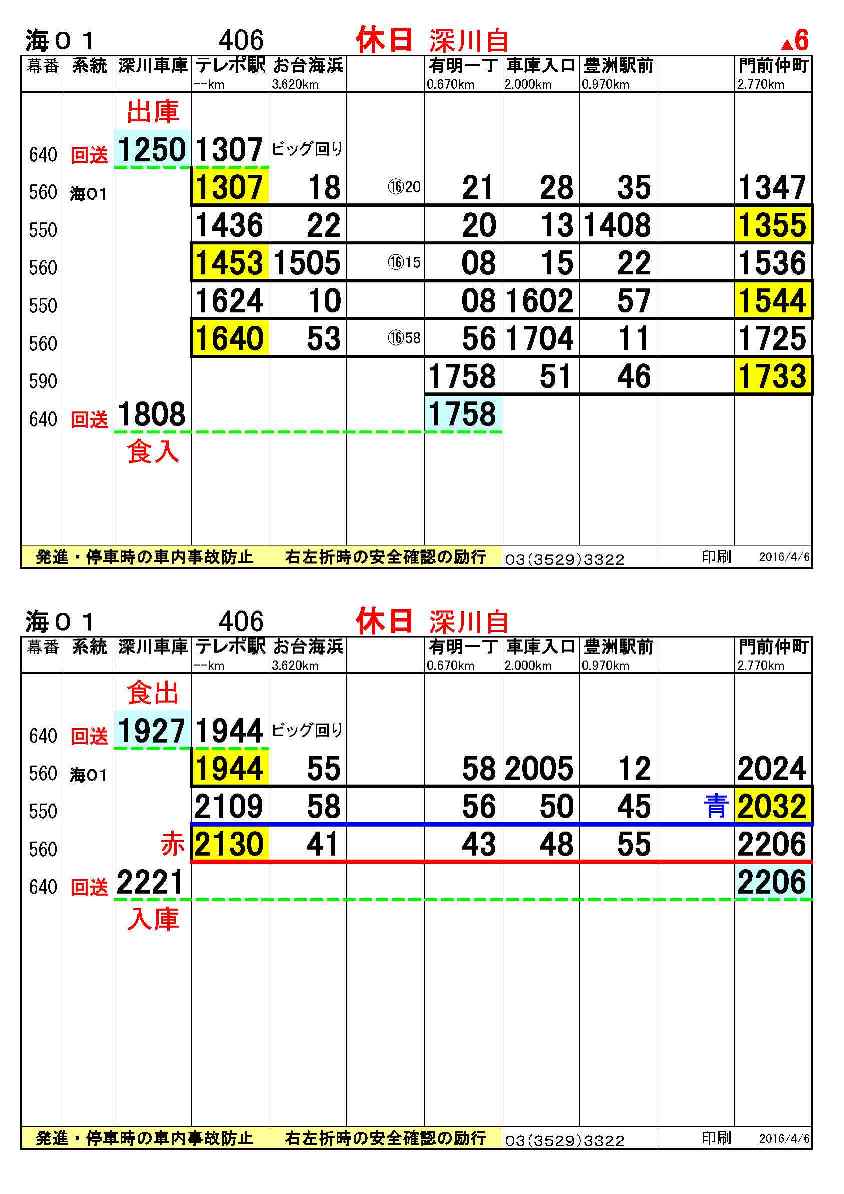 海01 406 休日 深川自 ▲6
幕番 系統 深川車庫 テレポ駅 お台海浜 有明一丁 車庫入口 豊洲駅前 門前仲町
--km 3.620km 0.670km 2.000km 0.970km 2.770km
出庫
640 回送 1250 1307 ビッグ回り
560 海01 1307 18 ⑯20 21 28 35 1347
550 1436 22 20 13 1408 1355
560 1453 1505 ⑯15 08 15 22 1536
550 1624 10 08 1602 57 1544
560 1640 53 ⑯58 56 1704 11 1725
590 1758 51 46 1733
640 回送 1808 1758
食入
発進・停車時の車内事故防止 右左折時の安全確認の励行 03(3529)3322 印刷 2016/4/6
海01 406 休日 深川自
幕番 系統 深川車庫 テレポ駅 お台海浜 有明一丁 車庫入口 豊洲駅前 門前仲町
--km 3.620km 0.670km 2.000km 0.970km 2.770km
食出
640 回送 1927 1944 ビッグ回り
560 海01 1944 55 58 2005 12 2024
550 2109 58 56 50 45 青 2032
560 赤 2130 41 43 48 55 2206
640 回送 2221 2206
入庫
発進・停車時の車内事故防止 右左折時の安全確認の励行 03(3529)3322 印刷 2016/4/6